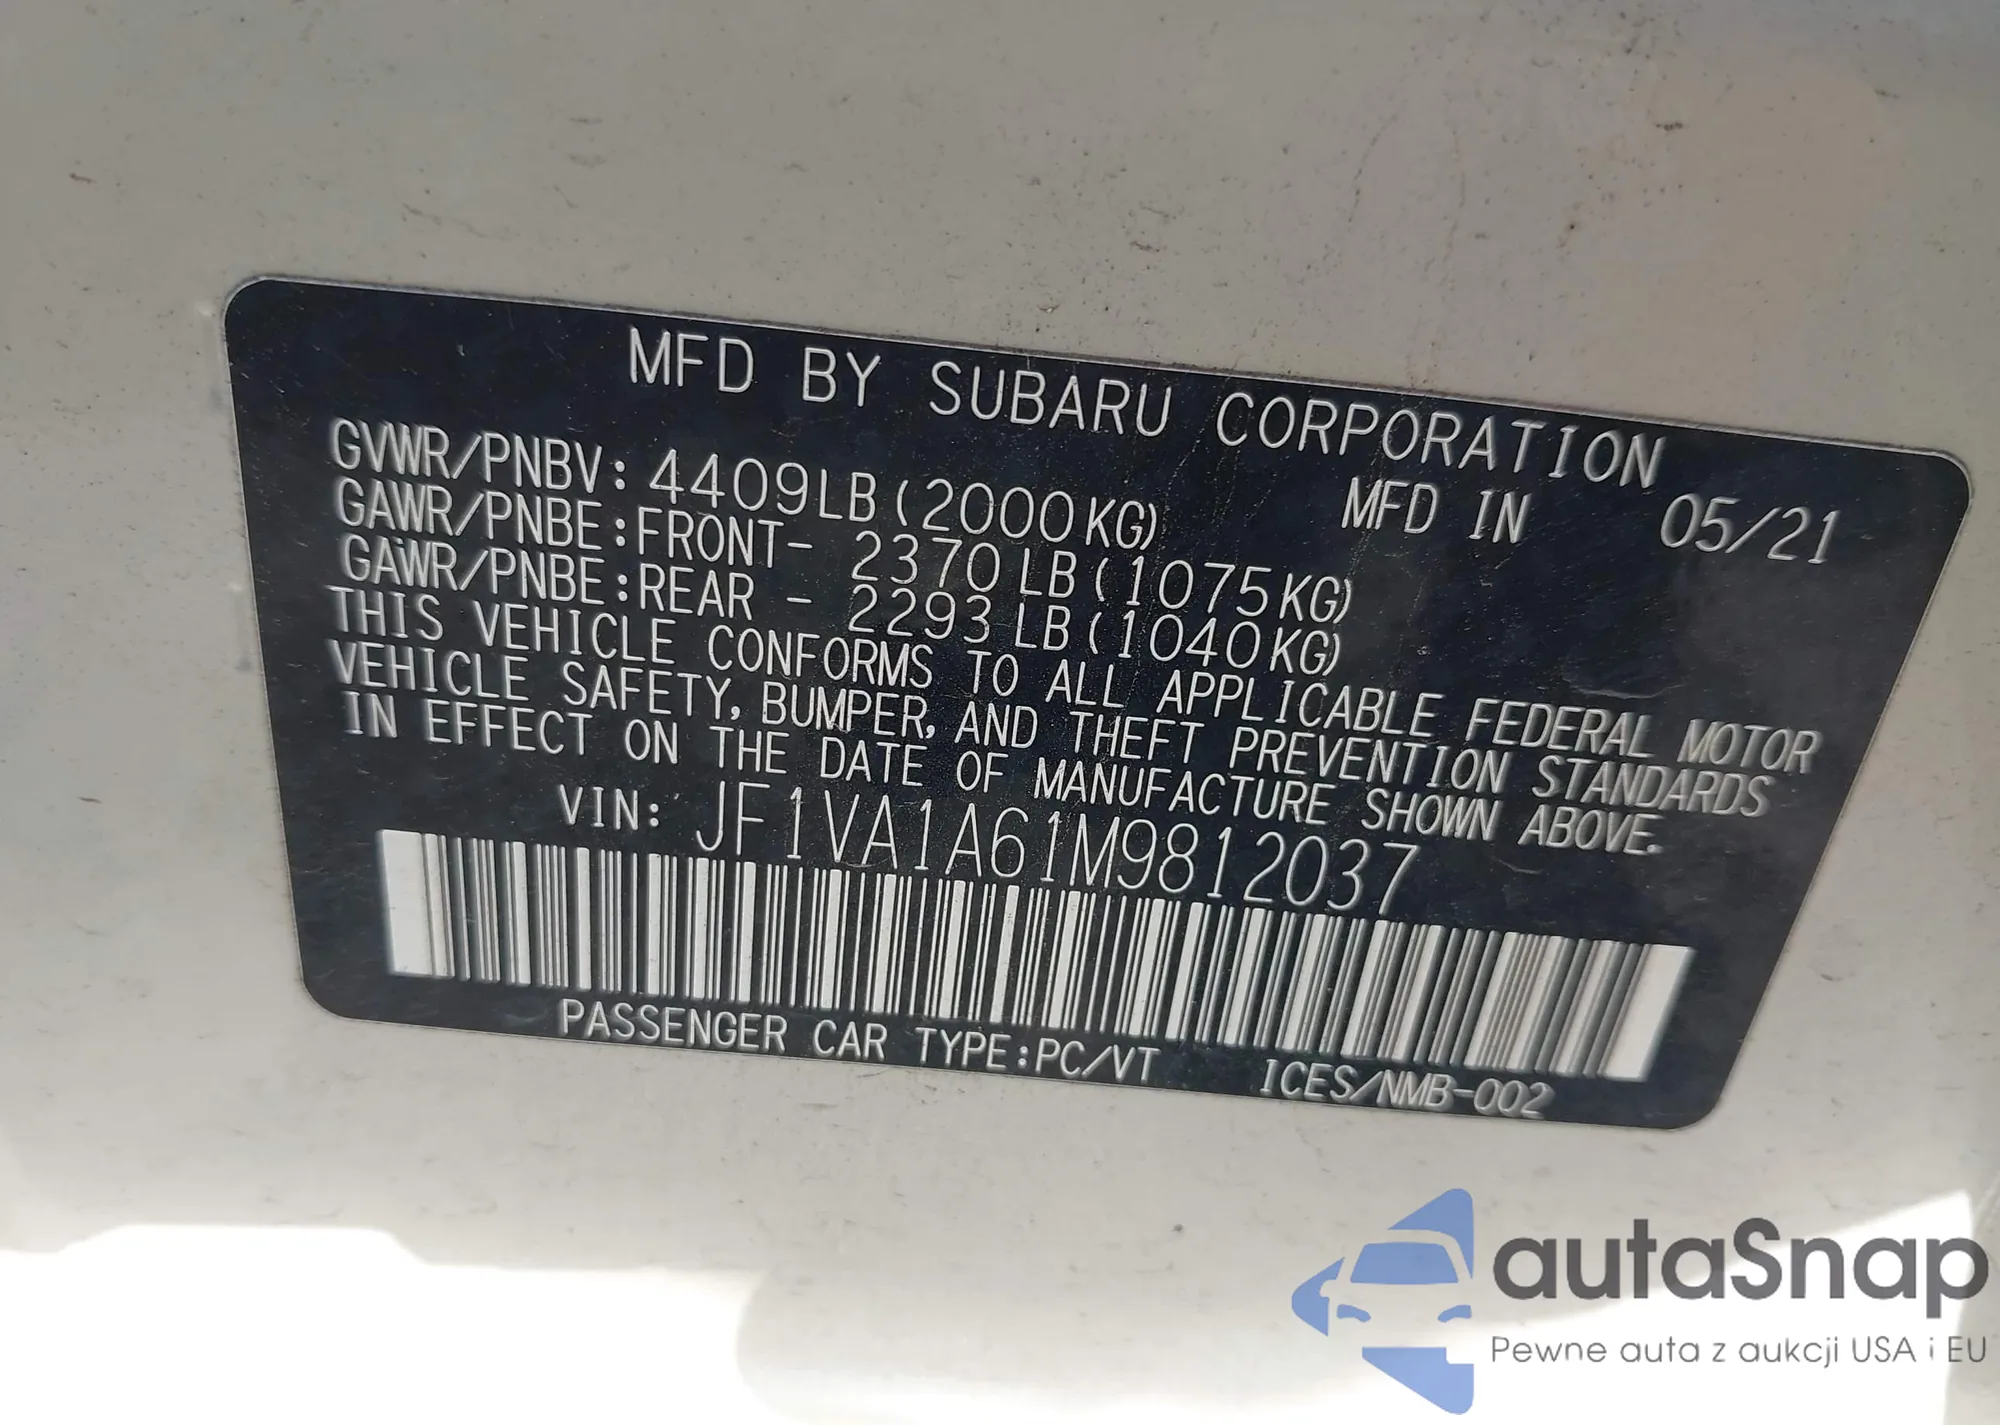 MFD BY SUBARU CORPORATION
GVWR/PNBV: 4409LB (2000KG) MFD IN 05/21
GAWR/PNBE:FRONT- 2370LB (1075KG)
GAWR/PNBE:REAR - 2293LB (1040KG)
THIS VEHICLE CONFORMS TO ALL APPLICABLE FEDERAL MOTOR
VEHICLE SAFETY, BUMPER, AND THEFT PREVENTION STANDARDS
IN EFFECT ON THE DATE OF MANUFACTURE SHOWN ABOVE.
VIN: JF1VA1A61M9812037
PASSENGER CAR TYPE:PC/VT ICES/NMB-002
autaSnap
Pewne auta z aukcji USA i EU